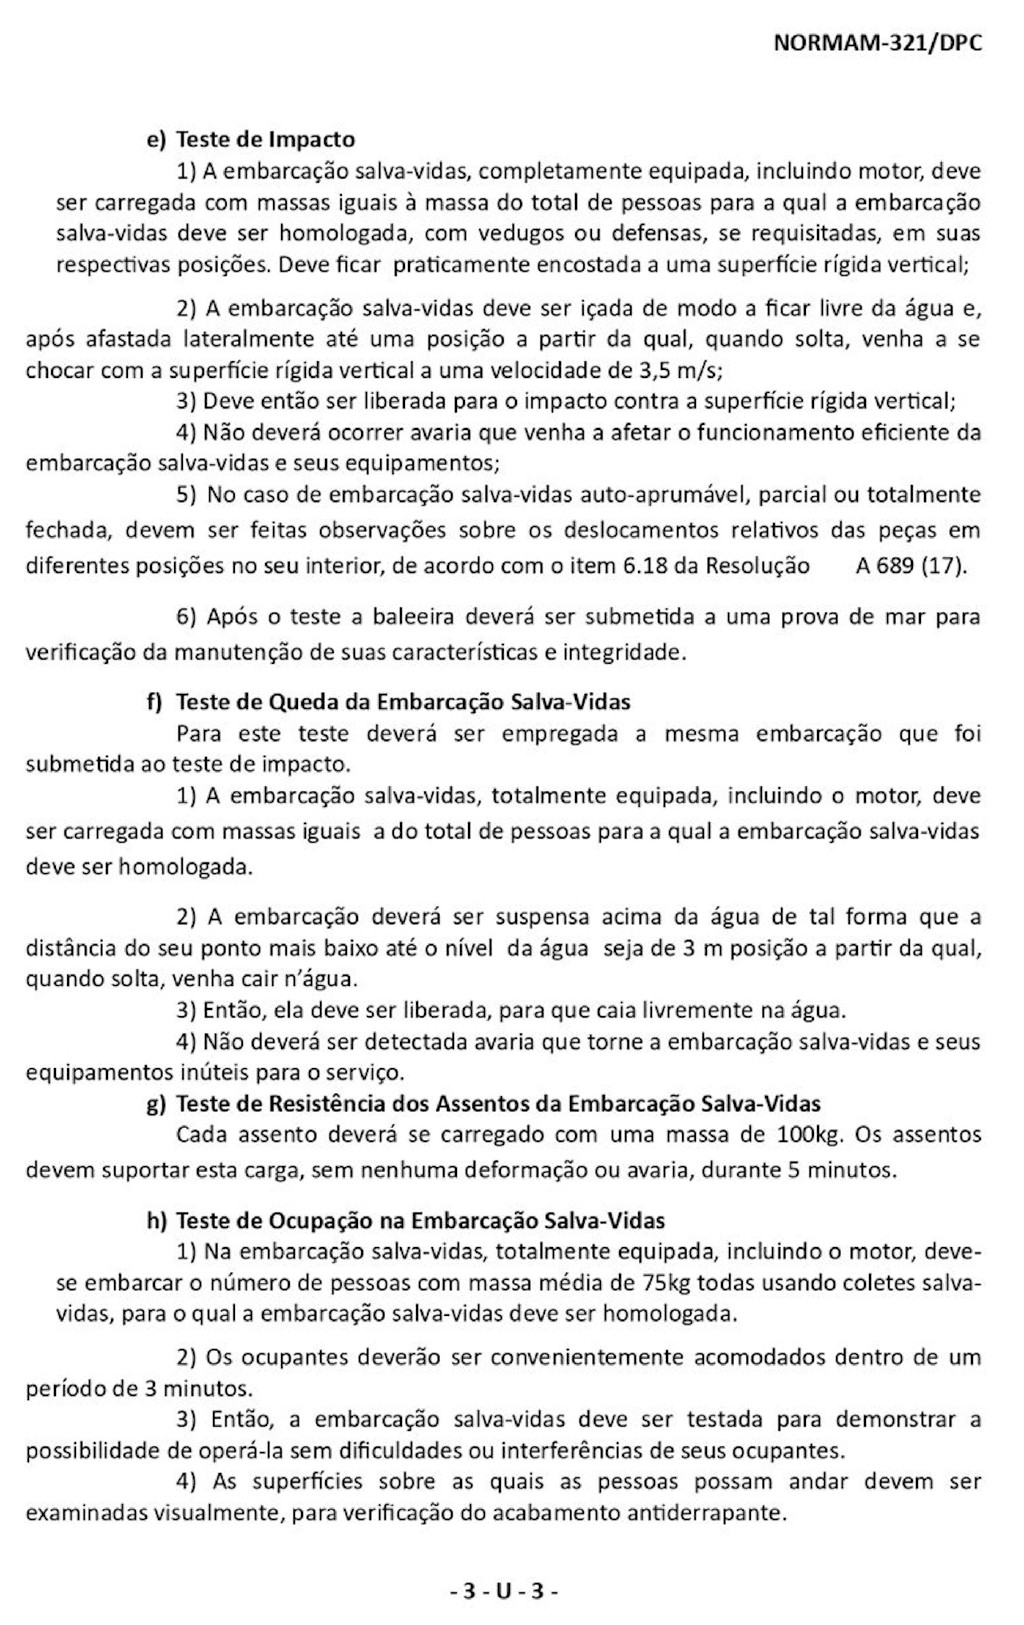 NORMAM-321/DPC
e) Teste de Impacto
1) A embarcação salva-vidas, completamente equipada, incluindo motor, deve
ser carregada com massas iguais à massa do total de pessoas para a qual a embarcação
salva-vidas deve ser homologada, com vedugos ou defensas, se requisitadas, em suas
respectivas posições. Deve ficar praticamente encostada a uma superfície rígida vertical;
2) A embarcação salva-vidas deve ser içada de modo a ficar livre da água e,
após afastada lateralmente até uma posição a partir da qual, quando solta, venha a se
chocar com a superfície rígida vertical a uma velocidade de 3,5 m/s;
3) Deve então ser liberada para o impacto contra a superfície rígida vertical;
4) Não deverá ocorrer avaria que venha a afetar o funcionamento eficiente da
embarcação salva-vidas e seus equipamentos;
5) No caso de embarcação salva-vidas auto-aprumável, parcial ou totalmente
fechada, devem ser feitas observações sobre os deslocamentos relativos das peças em
diferentes posições no seu interior, de acordo com o item 6.18 da Resolução A 689 (17).
6) Após o teste a baleeira deverá ser submetida a uma prova de mar para
verificação da manutenção de suas características e integridade.
f) Teste de Queda da Embarcação Salva-Vidas
Para este teste deverá ser empregada a mesma embarcação que foi
submetida ao teste de impacto.
1) A embarcação salva-vidas, totalmente equipada, incluindo o motor, deve
ser carregada com massas iguais a do total de pessoas para a qual a embarcação salva-vidas
deve ser homologada.
2) A embarcação deverá ser suspensa acima da água de tal forma que a
distância do seu ponto mais baixo até o nível da água seja de 3 m posição a partir da qual,
quando solta, venha cair n’água.
3) Então, ela deve ser liberada, para que caia livremente na água.
4) Não deverá ser detectada avaria que torne a embarcação salva-vidas e seus
equipamentos inúteis para o serviço.
g) Teste de Resistência dos Assentos da Embarcação Salva-Vidas
Cada assento deverá se carregado com uma massa de 100kg. Os assentos
devem suportar esta carga, sem nenhuma deformação ou avaria, durante 5 minutos.
h) Teste de Ocupação na Embarcação Salva-Vidas
1) Na embarcação salva-vidas, totalmente equipada, incluindo o motor, deve-
se embarcar o número de pessoas com massa média de 75kg todas usando coletes salva-
vidas, para o qual a embarcação salva-vidas deve ser homologada.
2) Os ocupantes deverão ser convenientemente acomodados dentro de um
período de 3 minutos.
3) Então, a embarcação salva-vidas deve ser testada para demonstrar a
possibilidade de operá-la sem dificuldades ou interferências de seus ocupantes.
4) As superfícies sobre as quais as pessoas possam andar devem ser
examinadas visualmente, para verificação do acabamento antiderrapante.
- 3 - U - 3 -